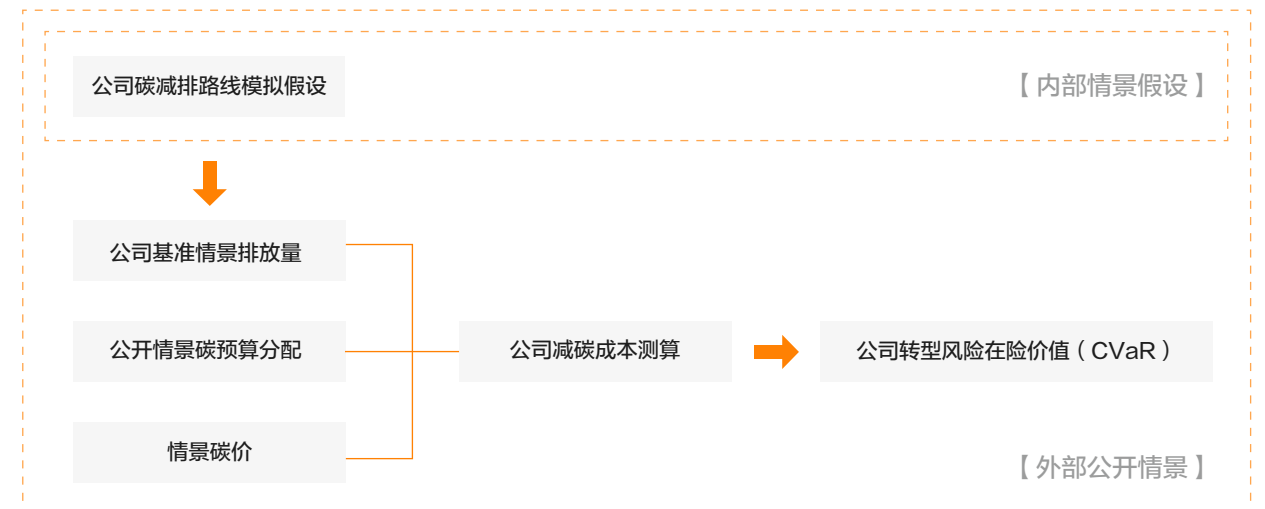 公司碳减排路线模拟假设
【 内部情景假设 】
公司基准情景排放量
公开情景碳预算分配
公司减碳成本测算
公司转型风险在险价值（CVaR）
情景碳价
【 外部公开情景 】